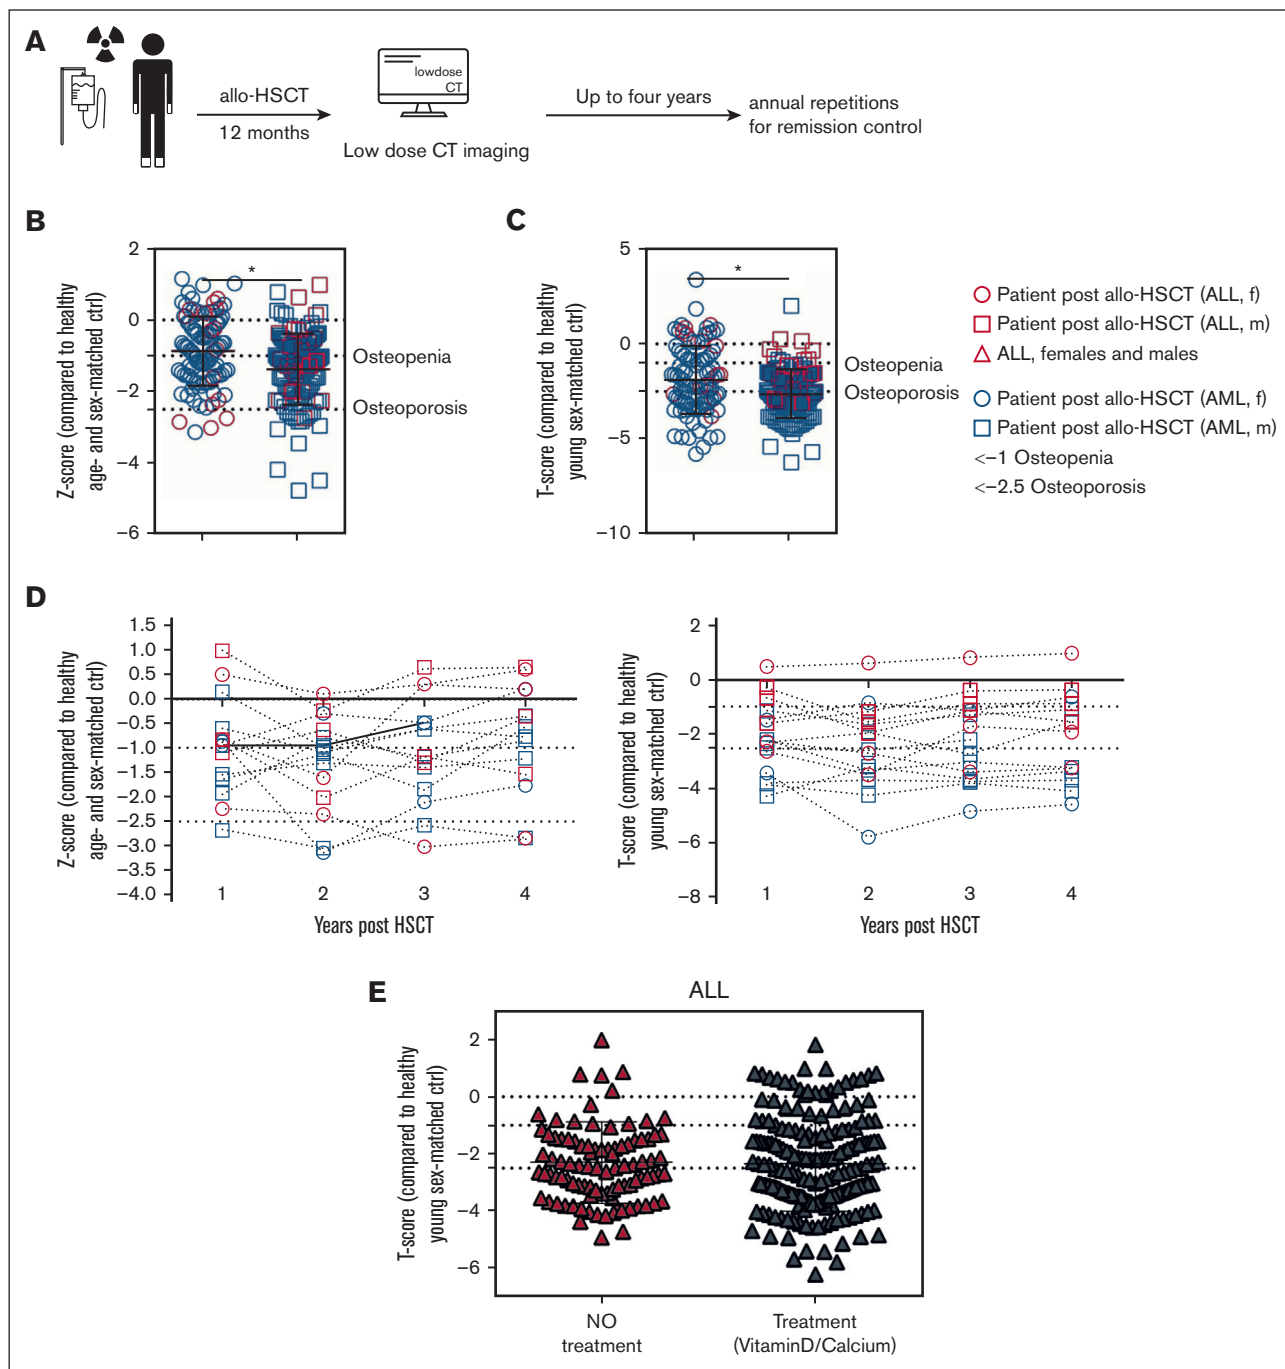 A
allo-HSCT
12 months
lowdose
CT
Low dose CT imaging
Up to four years
annual repetitions
for remission control
B
Z-score (compared to healthy
age- and sex-matched ctrl)
2
0
−2
−4
−6
*
Osteopenia
Osteoporosis
C
T-score (compared to healthy
young sex-matched ctrl)
5
0
−5
−10
*
Osteopenia
Osteoporosis
Patient post allo-HSCT (ALL, f)
Patient post allo-HSCT (ALL, m)
ALL, females and males
Patient post allo-HSCT (AML, f)
Patient post allo-HSCT (AML, m)
<−1 Osteopenia
<−2.5 Osteoporosis
D
Z-score (compared to healthy
age- and sex-matched ctrl)
1.5
1.0
0.5
0.0
−0.5
−1.0
−1.5
−2.0
−2.5
−3.0
−3.5
−4.0
1 2 3 4
Years post HSCT
T-score (compared to healthy
young sex-matched ctrl)
2
0
−2
−4
−6
−8
1 2 3 4
Years post HSCT
E
ALL
T-score (compared to healthy
young sex-matched ctrl)
2
0
−2
−4
−6
NO
treatment
Treatment
(VitaminD/Calcium)